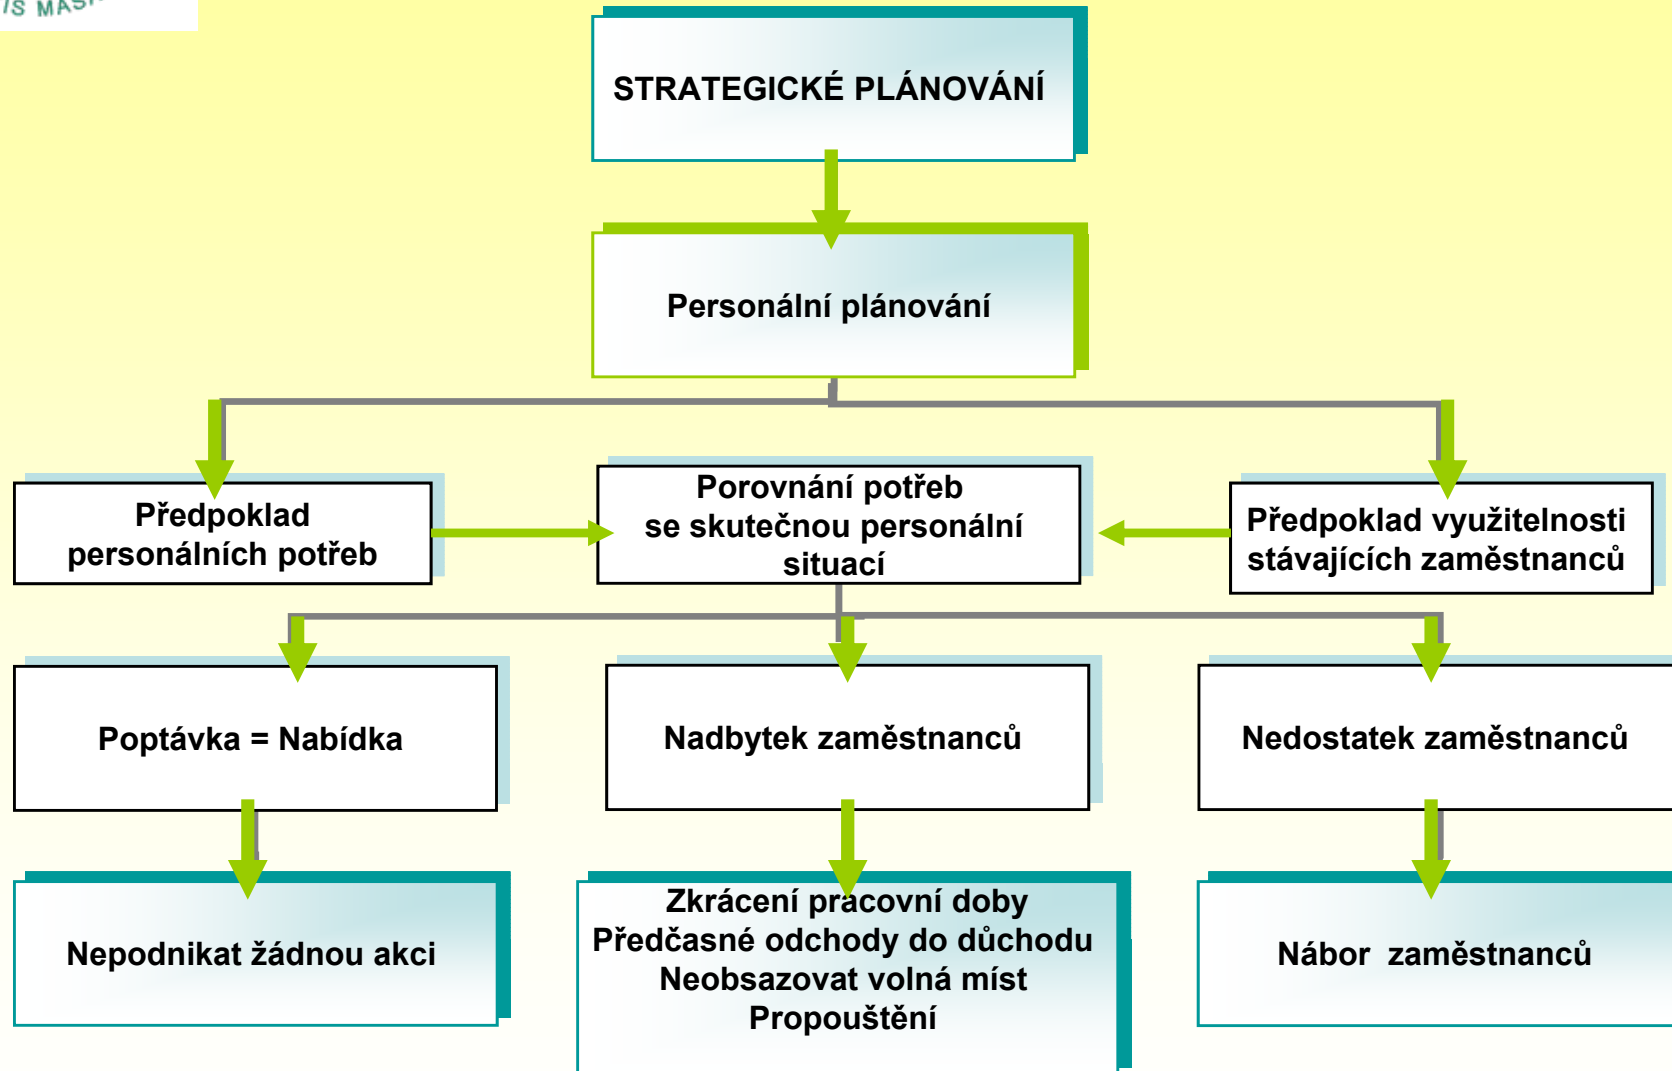 IS
STRATEGICKÉ PLÁNOVÁNÍ
Personální plánování
Předpoklad
personálních potřeb
Porovnání potřeb
se skutečnou personální
situací
Předpoklad využitelnosti
stávajících zaměstnanců
Poptávka = Nabídka
Nadbytek zaměstnanců
Nedostatek zaměstnanců
Nepodnikat žádnou akci
Zkrácení pracovní doby
Předčasné odchody do důchodu
Neobsazovat volná míst
Propouštění
Nábor zaměstnanců